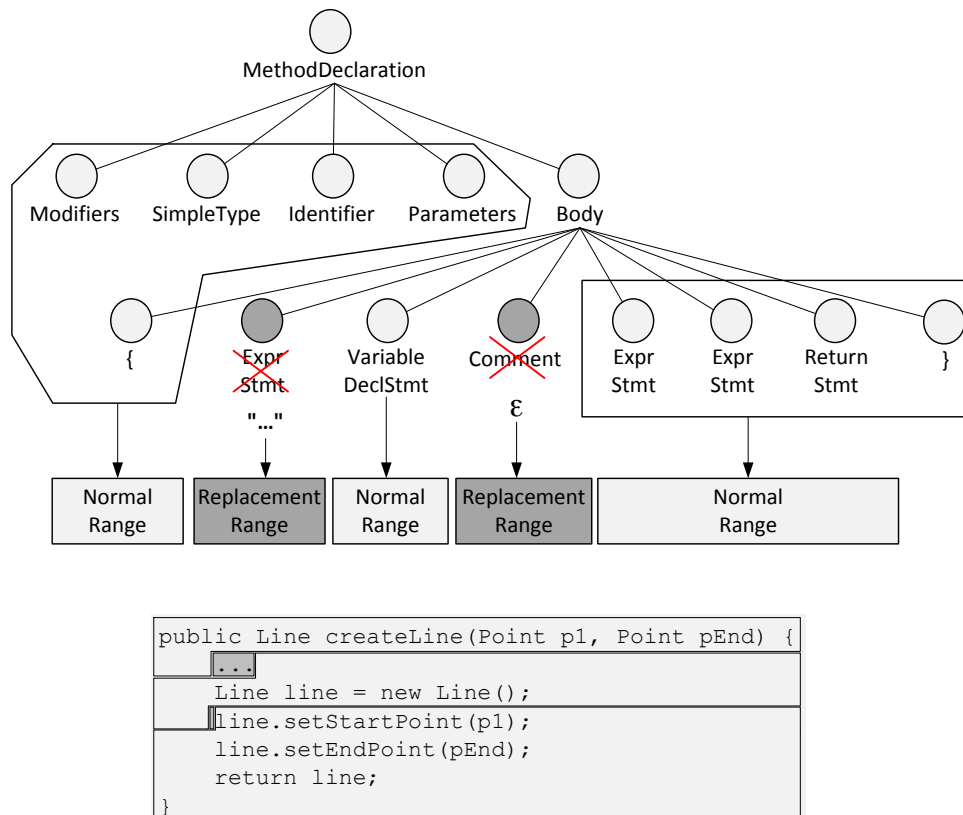 MethodDeclaration
Modifiers SimpleType Identifier Parameters Body
{ Expr Stmt Variable DeclStmt Comment Expr Stmt Expr Stmt Return Stmt }
"…" ε
Normal Range Replacement Range Normal Range Replacement Range Normal Range
public Line createLine(Point p1, Point pEnd) {
...
Line line = new Line();
line.setStartPoint(p1);
line.setEndPoint(pEnd);
return line;
}